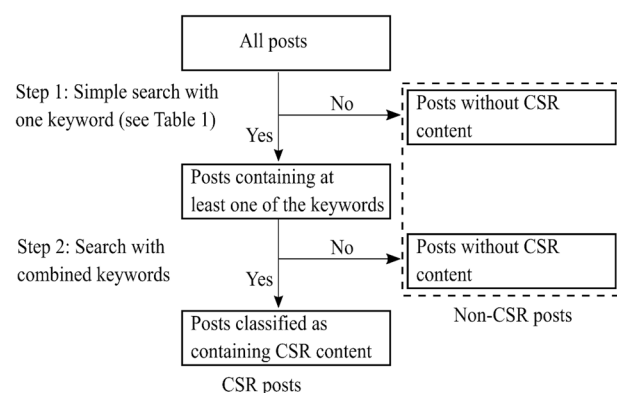 All posts
Step 1: Simple search with
one keyword (see Table 1)
No
Posts without CSR
content
Yes
Posts containing at
least one of the keywords
Step 2: Search with
combined keywords
No
Posts without CSR
content
Yes
Non-CSR posts
Posts classified as
containing CSR content
CSR posts